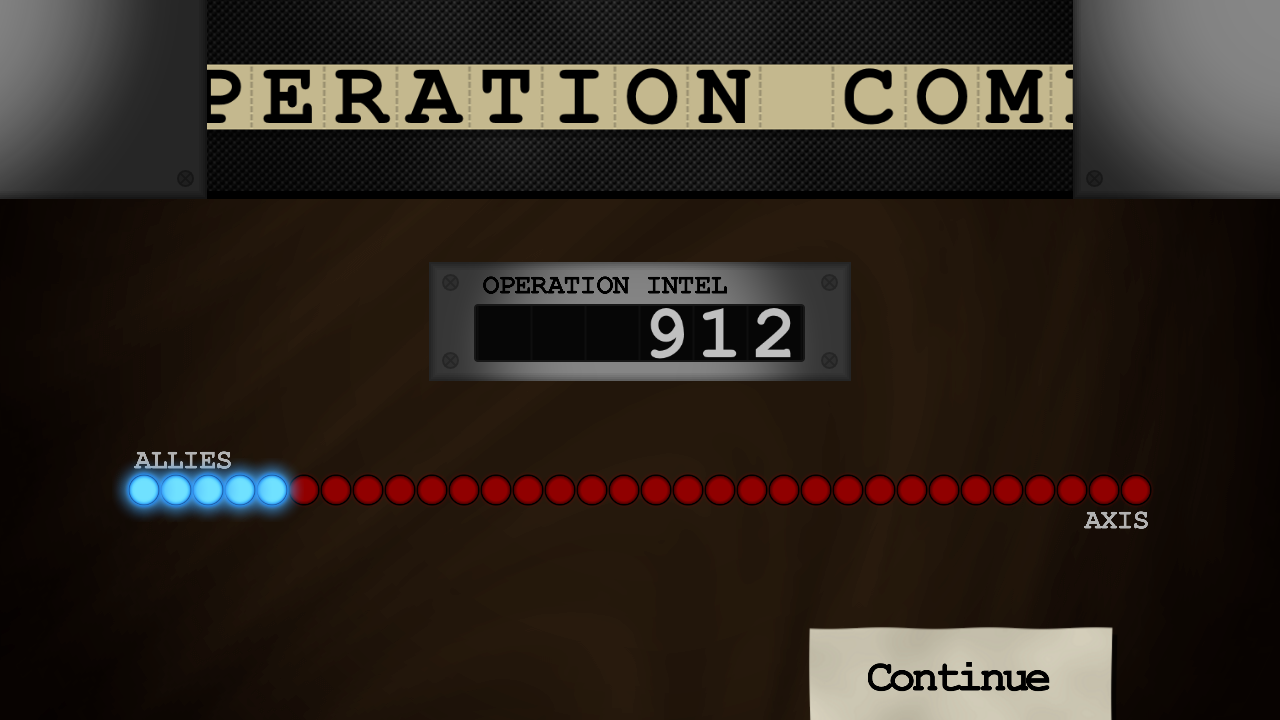 PERATION COM
OPERATION INTEL
912
ALLIES
AXIS
Continue